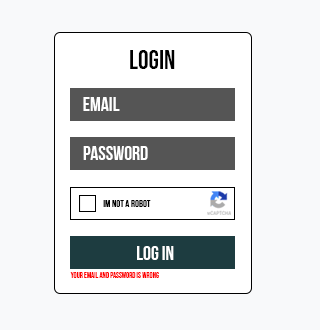 LOGIN
EMAIL
PASSWORD
IM NOT A ROBOT
reCAPTCHA
LOG IN
YOUR EMAIL AND PASSWORD IS WRONG